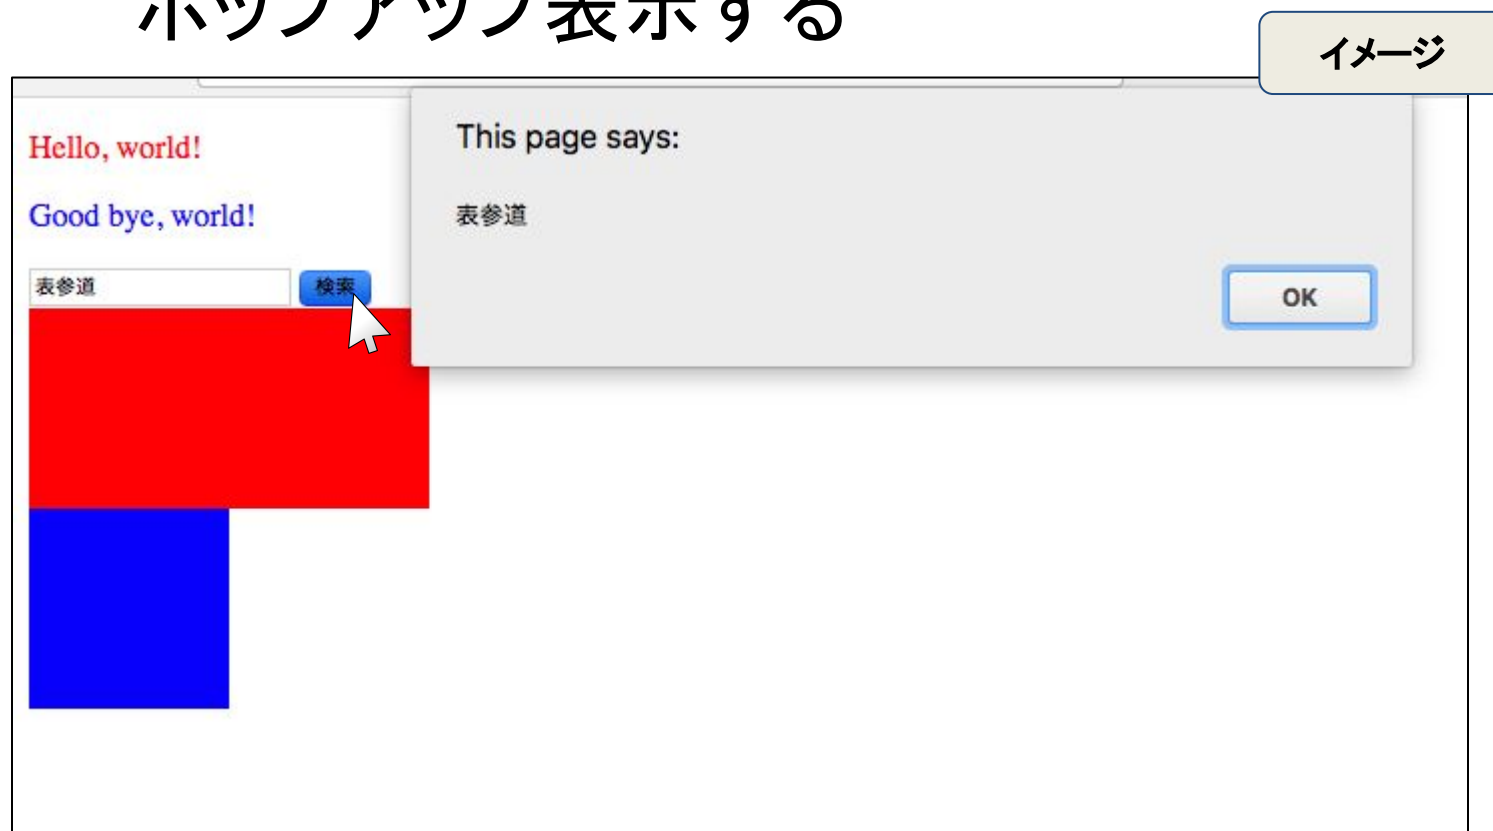 ポップアップ表示する
イメージ
Hello, world!
This page says:
Good bye, world!
表参道
表参道
検索
OK